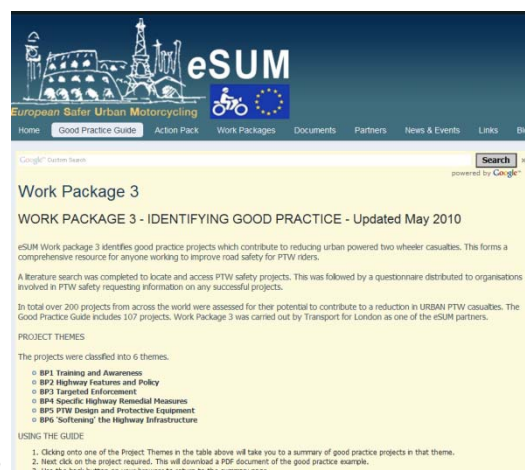 eSUM
European Safer Urban Motorcycling
Home Good Practice Guide Action Pack Work Packages Documents Partners News & Events Links
Google™ Custom Search Search
powered by Google™
Work Package 3
WORK PACKAGE 3 - IDENTIFYING GOOD PRACTICE - Updated May 2010
eSUM Work package 3 identifies good practice projects which contribute to reducing urban powered two wheeler casualties. This forms a
comprehensive resource for anyone working to improve road safety for PTW riders.
A literature search was completed to locate and access PTW safety projects. This was followed by a questionnaire distributed to organisations
involved in PTW safety requesting information on any successful projects.
In total over 200 projects from across the world were assessed for their potential to contribute to a reduction in URBAN PTW casualties. The
Good Practice Guide includes 107 projects. Work Package 3 was carried out by Transport for London as one of the eSUM partners.
PROJECT THEMES
The projects were classified into 6 themes.
BP1 Training and Awareness
BP2 Highway Features and Policy
BP3 Targeted Enforcement
BP4 Specific Highway Remedial Measures
BP5 PTW Design and Protective Equipment
BP6 'Softening' the Highway Infrastructure
USING THE GUIDE
1. Clicking onto one of the Project Themes in the table above will take you to a summary of good practice projects in that theme.
2. Next click on the project required. This will download a PDF document of the good practice example.